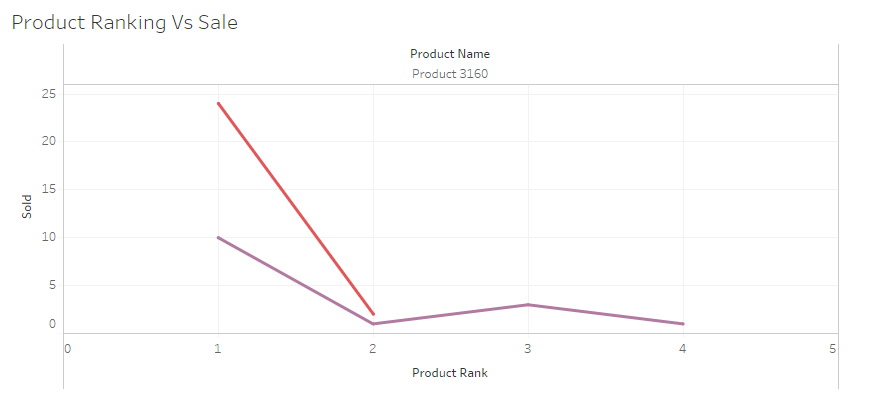 Product Ranking Vs Sale
Product Name
Product 3160
25
20
15
10
5
0
Sold
0 1 2 3 4 5
Product Rank